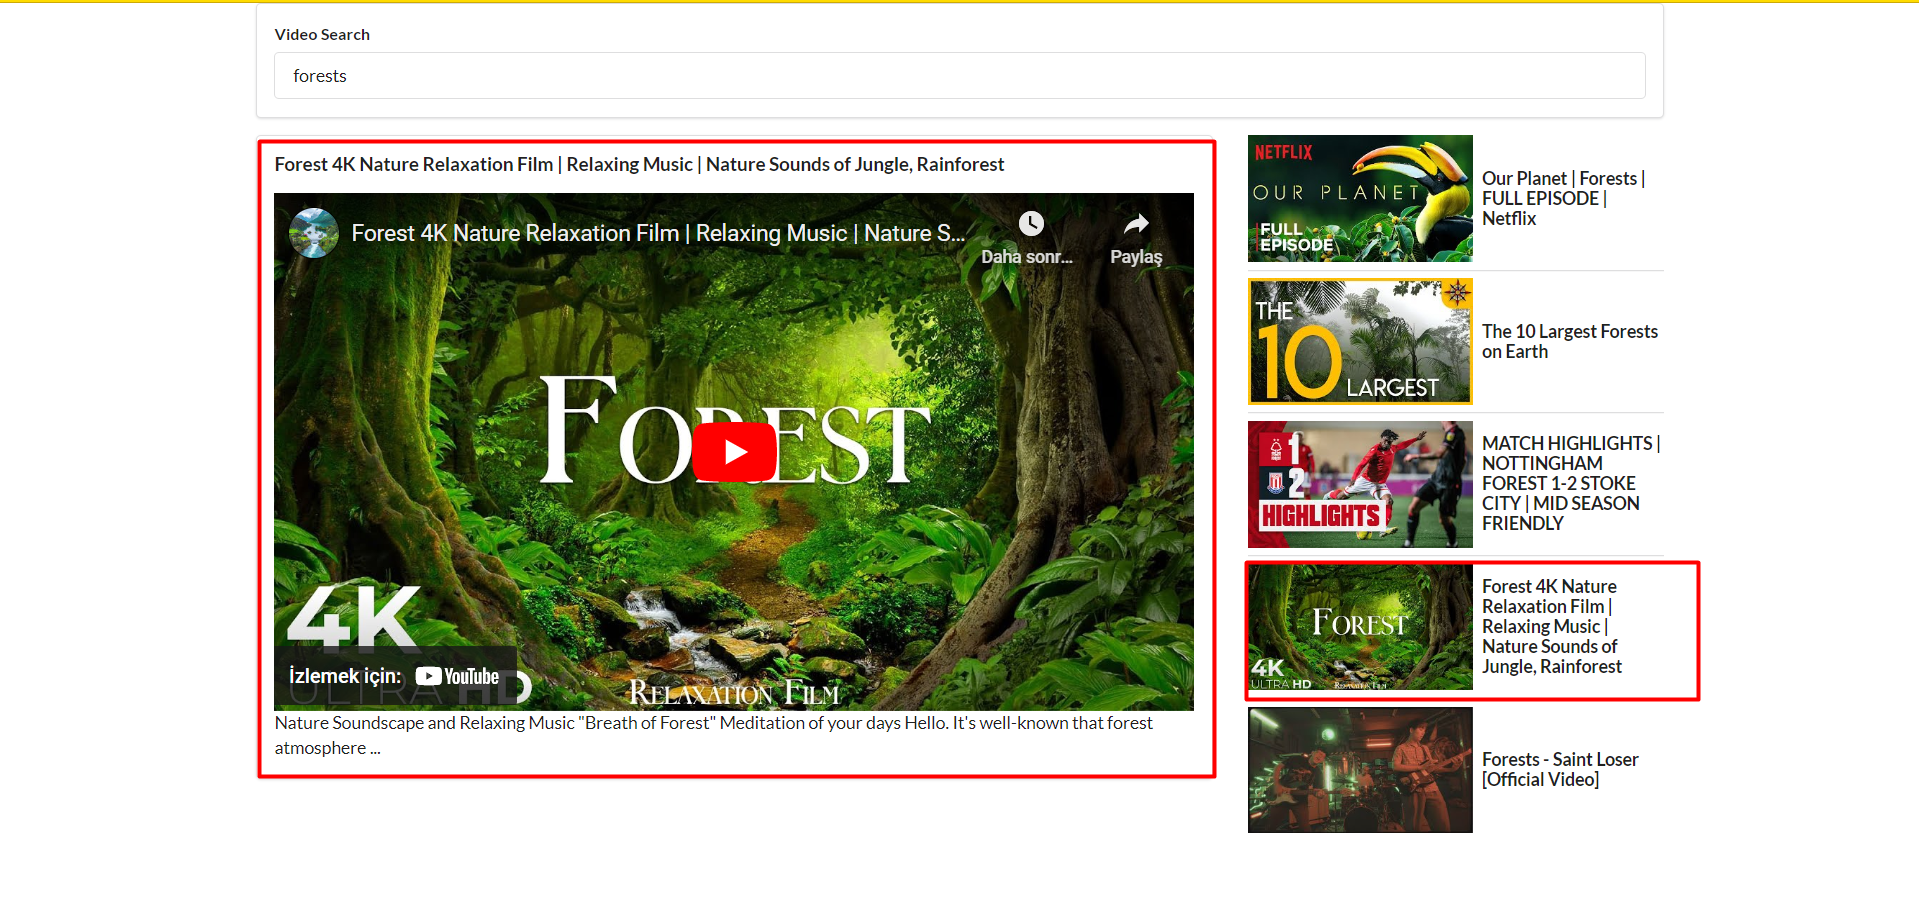 Video Search
forests
Forest 4K Nature Relaxation Film | Relaxing Music | Nature Sounds of Jungle, Rainforest
Forest 4K Nature Relaxation Film | Relaxing Music | Nature S...
Daha sonr...
Paylaş
FOREST
4K
ULTRA HD
İzlemek için: YouTube
RELAXATION FILM
Nature Soundscape and Relaxing Music "Breath of Forest" Meditation of your days Hello. It's well-known that forest
atmosphere ...
NETFLIX
OUR PLANET
FULL
EPISODE
Our Planet | Forests |
FULL EPISODE |
Netflix
THE
10
LARGEST
The 10 Largest Forests
on Earth
1
2
HIGHLIGHTS
MATCH HIGHLIGHTS |
NOTTINGHAM
FOREST 1-2 STOKE
CITY | MID SEASON
FRIENDLY
FOREST
4K
ULTRA HD
RELAXATION FILM
Forest 4K Nature
Relaxation Film |
Relaxing Music |
Nature Sounds of
Jungle, Rainforest
Forests - Saint Loser
[Official Video]